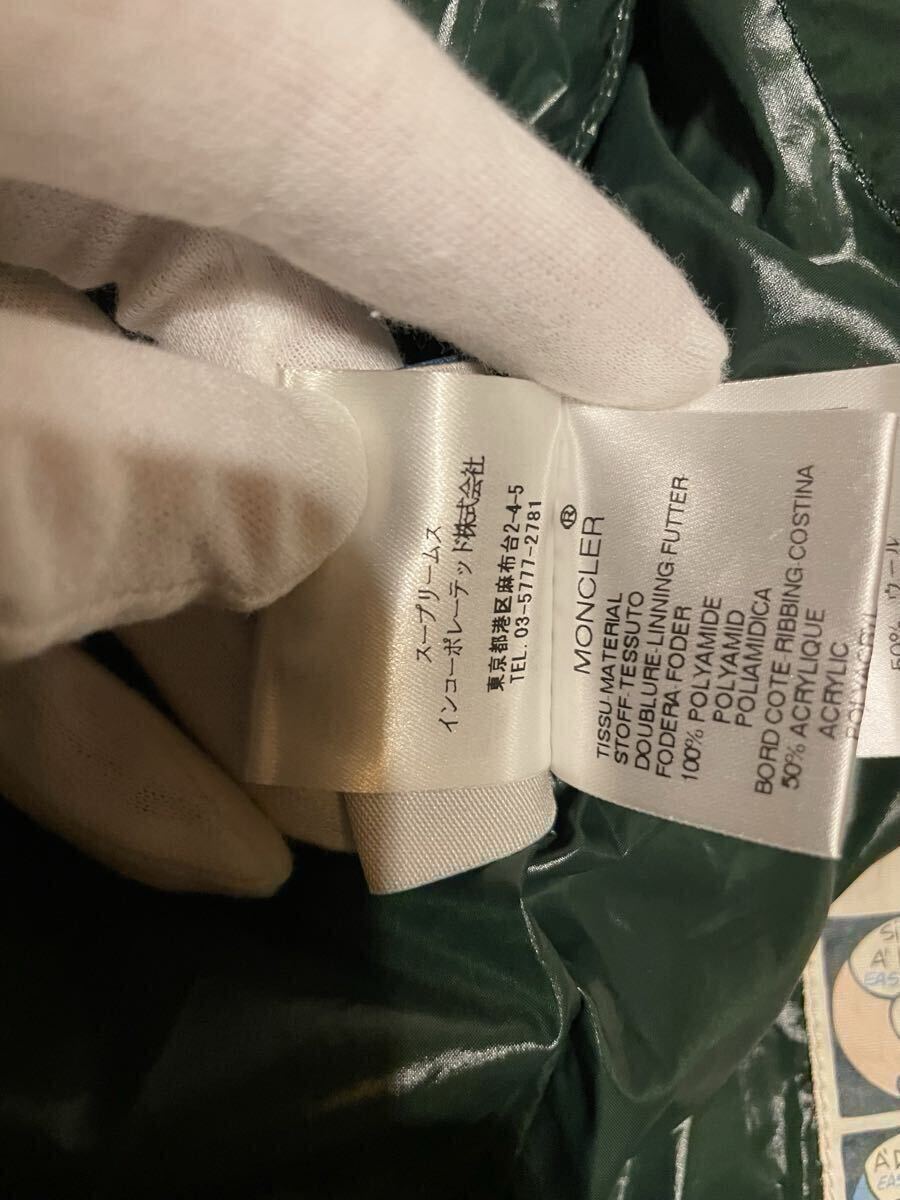 スープリームス
インコーポレーテッド株式会社
東京都港区麻布台2-4-5
TEL. 03-5777-2781
MONCLER®
TISSU-MATERIAL
STOFF-TESSUTO
DOUBLURE-LINNING-FUTTER
FODERA-FODER
100% POLYAMIDE
POLYAMID
POLIAMIDICA
BORD COTE-RIBBING-COSTINA
50% ACRYLIQUE
ACRYLIC
POLYACRYL
50% ウール